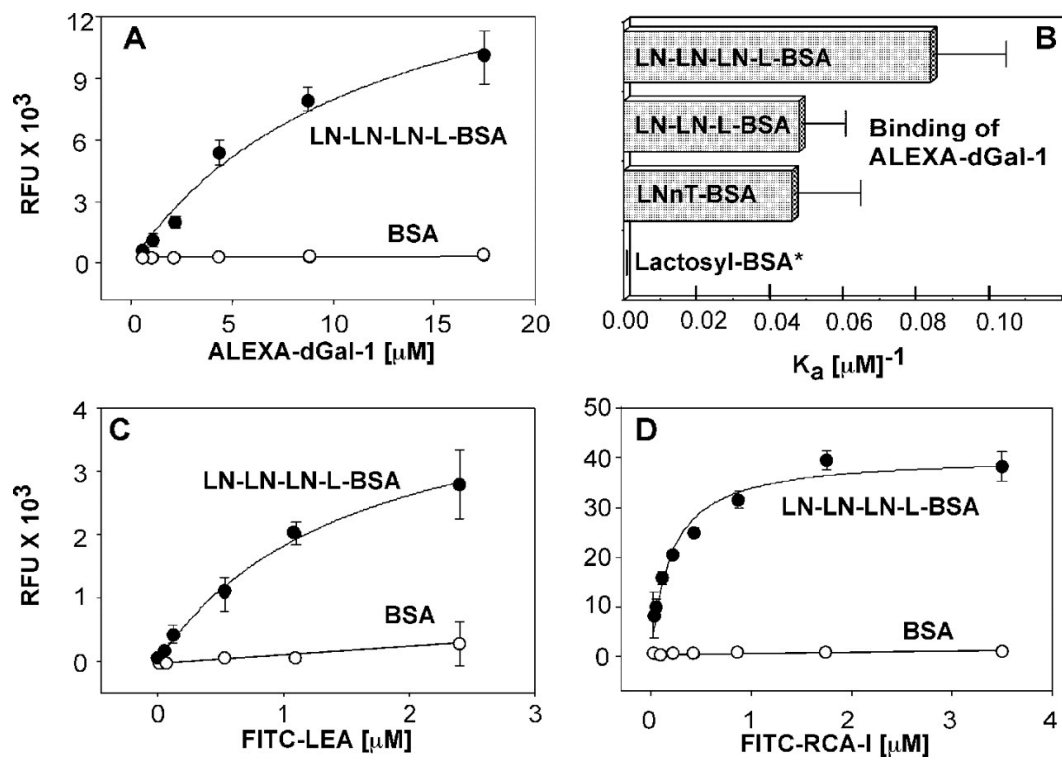 A
RFU X 10³
12
9
6
3
0
LN-LN-LN-L-BSA
BSA
0 5 10 15 20
ALEXA-dGal-1 [μM]
B
LN-LN-LN-L-BSA
LN-LN-L-BSA
LNnT-BSA
Lactosyl-BSA*
Binding of
ALEXA-dGal-1
0.00 0.02 0.04 0.06 0.08 0.10
Ka [μM]-1
C
RFU X 10³
4
3
2
1
0
LN-LN-LN-L-BSA
BSA
0 1 2 3
FITC-LEA [μM]
D
50
40
30
20
10
0
LN-LN-LN-L-BSA
BSA
0 1 2 3 4
FITC-RCA-I [μM]